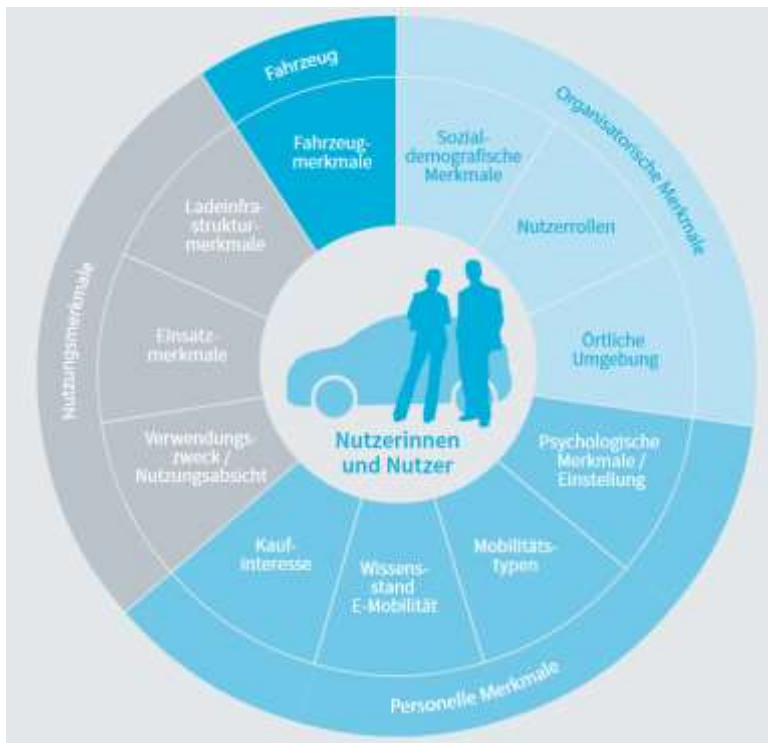 Fahrzeug
Fahrzeug-
merkmale
Organisatorische Merkmale
Sozial-
demografische
Merkmale
Nutzerrollen
Örtliche
Umgebung
Personelle Merkmale
Psychologische
Merkmale /
Einstellung
Mobilitäts-
typen
Wissens-
stand
E-Mobilität
Kauf-
interesse
Nutzungsmerkmale
Verwendungs-
zweck /
Nutzungsabsicht
Einsatz-
merkmale
Ladeinfra-
struktur-
merkmale
Nutzerinnen
und Nutzer